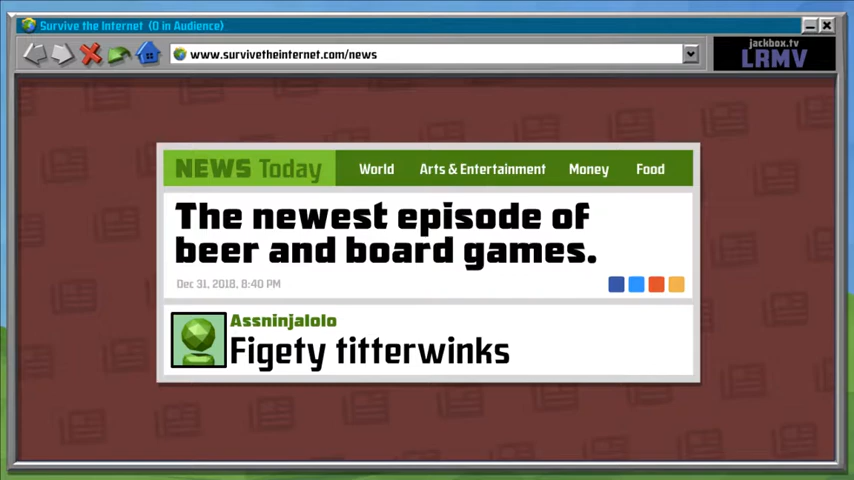 Survive the Internet (0 in Audience)
www.survivetheinternet.com/news
jackbox.tv
LRMV
NEWS Today World Arts & Entertainment Money Food
The newest episode of
beer and board games.
Dec 31, 2018, 8:40 PM
Assninjalolo
Figety titterwinks